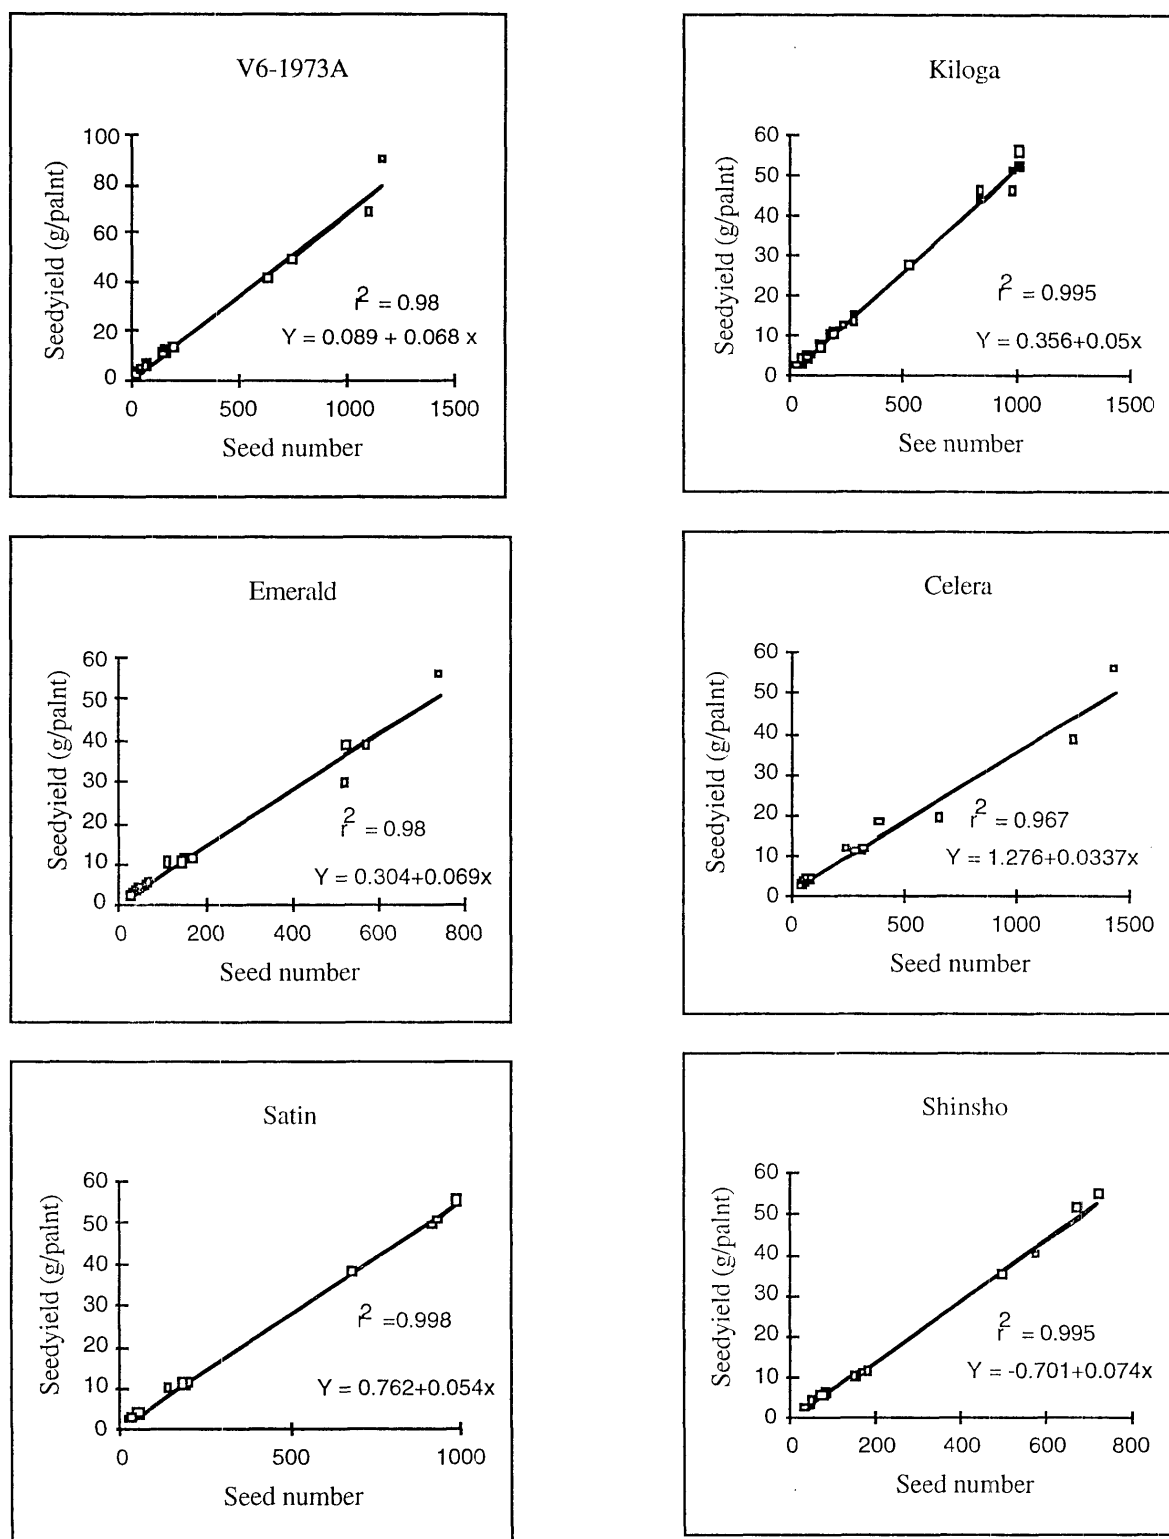 V6-1973A
Seedyield (g/palnt)
100
80
60
40
20
0
r2 = 0.98
Y = 0.089 + 0.068 x
0 500 1000 1500
Seed number
Kiloga
Seedyield (g/palnt)
60
50
40
30
20
10
0
r2 = 0.995
Y = 0.356+0.05x
0 500 1000 1500
See number
Emerald
Seedyield (g/palnt)
60
50
40
30
20
10
0
r2 = 0.98
Y = 0.304+0.069x
0 200 400 600 800
Seed number
Celera
Seedyield (g/palnt)
60
50
40
30
20
10
0
r2 = 0.967
Y = 1.276+0.0337x
0 500 1000 1500
Seed number
Satin
Seedyield (g/palnt)
60
50
40
30
20
10
0
r2 =0.998
Y = 0.762+0.054x
0 500 1000
Seed number
Shinsho
Seedyield (g/palnt)
60
50
40
30
20
10
0
r2 = 0.995
Y = -0.701+0.074x
0 200 400 600 800
Seed number